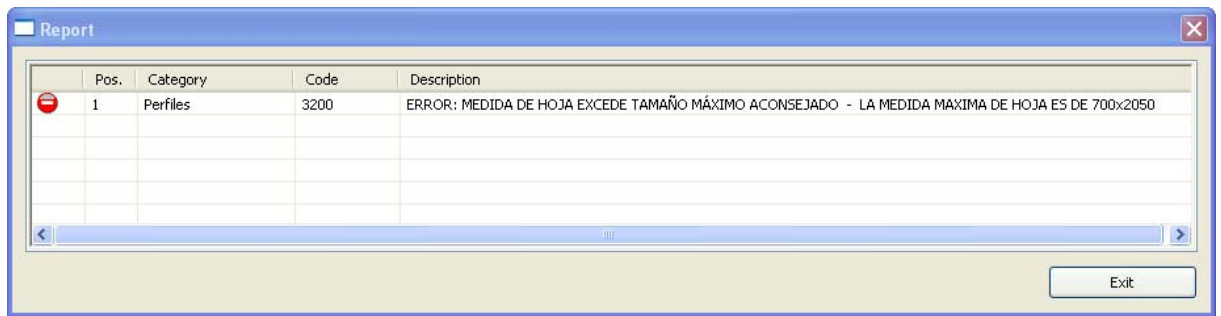 Report
Pos. Category Code Description
1 Perfiles 3200 ERROR: MEDIDA DE HOJA EXCEDE TAMAÑO MÁXIMO ACONSEJADO - LA MEDIDA MAXIMA DE HOJA ES DE 700x2050
Exit